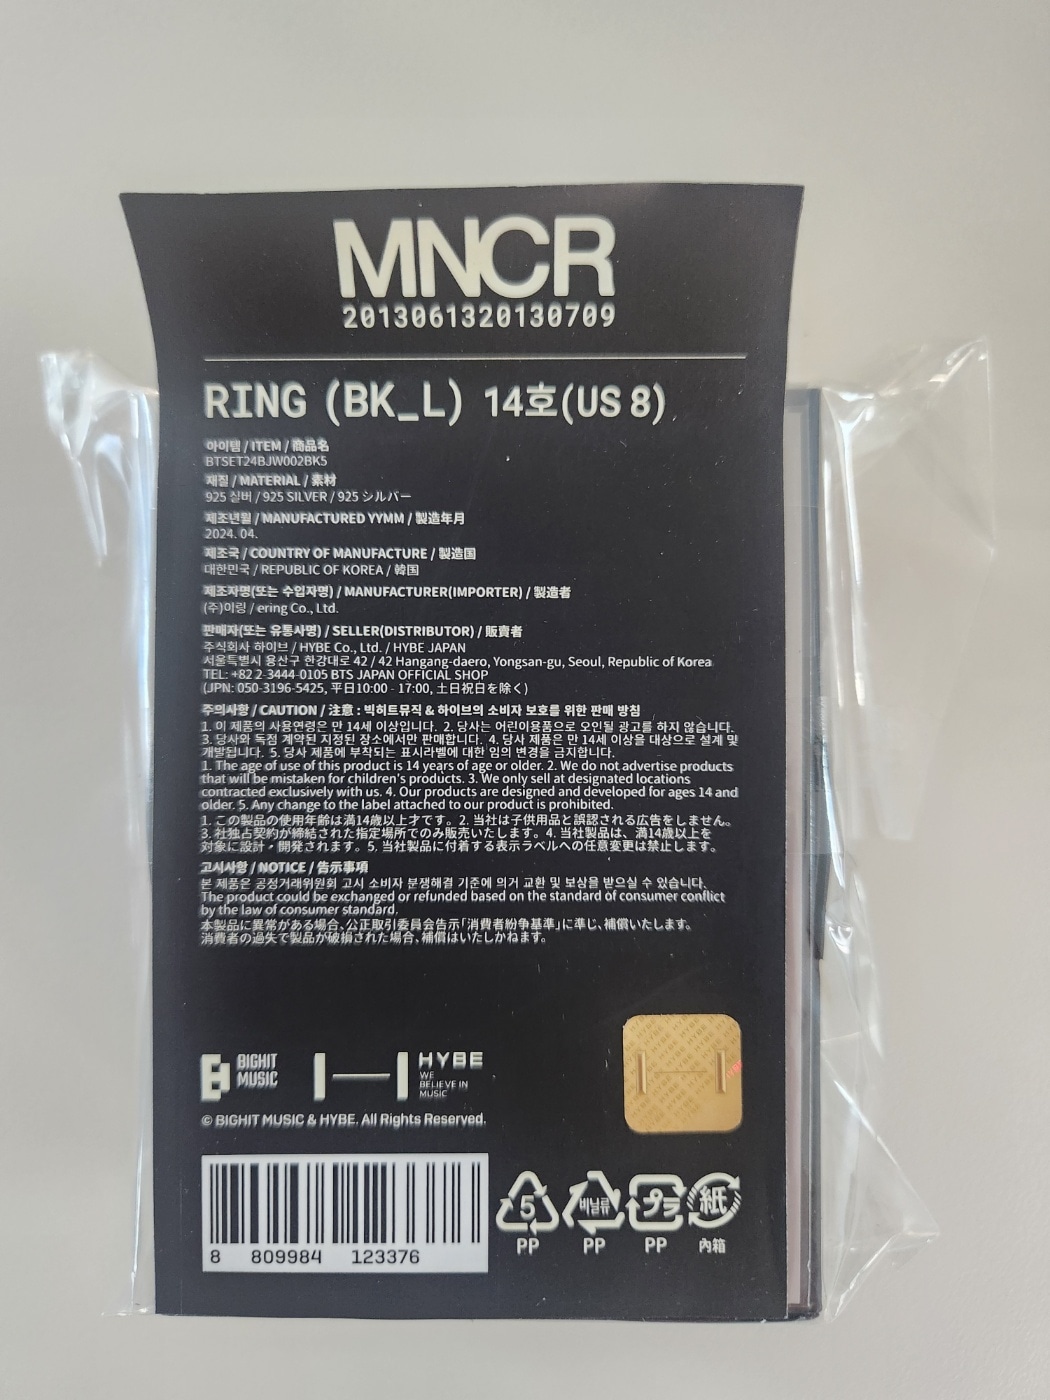 MNCR
2013061320130709
RING (BK_L) 14호(US 8)
아이템 / ITEM / 商品名
BTSET24BJW002BK5
재질 / MATERIAL / 素材
925 실버 / 925 SILVER / 925 シルバー
제조년월 / MANUFACTURED YYMM / 製造年月
2024. 04.
제조국 / COUNTRY OF MANUFACTURE / 製造国
대한민국 / REPUBLIC OF KOREA / 韓国
제조자명(또는 수입자명) / MANUFACTURER(IMPORTER) / 製造者
(주)이링 / ering Co., Ltd.
판매자(또는 유통사명) / SELLER(DISTRIBUTOR) / 販賣者
주식회사 하이브 / HYBE Co., Ltd. / HYBE JAPAN
서울특별시 용산구 한강대로 42 / 42 Hangang-daero, Yongsan-gu, Seoul, Republic of Korea
TEL: +82 2-3444-0105 BTS JAPAN OFFICIAL SHOP
(JPN: 050-3196-5425, 平日10:00 - 17:00, 土日祝日を除く)
주의사항 / CAUTION / 注意 : 빅히트뮤직 & 하이브의 소비자 보호를 위한 판매 방침
1. 이 제품의 사용연령은 만 14세 이상입니다. 2. 당사는 어린이용품으로 오인될 광고를 하지 않습니다.
3. 당사와 독점 계약된 지정된 장소에서만 판매합니다. 4. 당사 제품은 만 14세 이상을 대상으로 설계 및
개발됩니다. 5. 당사 제품에 부착되는 표시라벨에 대한 임의 변경을 금지합니다.
1. The age of use of this product is 14 years of age or older. 2. We do not advertise products
that will be mistaken for children's products. 3. We only sell at designated locations
contracted exclusively with us. 4. Our products are designed and developed for ages 14 and
older. 5. Any change to the label attached to our product is prohibited.
1. この製品の使用年齢は満14歳以上才です。2. 当社は子供用品と誤認される広告をしません。
3. 社独占契約が締結された指定場所でのみ販売いたします。4. 当社製品は、満14歳以上を
対象に設計・開発されます。5. 当社製品に付着する表示ラベルへの任意変更は禁止します。
고시사항 / NOTICE / 告示事項
본 제품은 공정거래위원회 고시 소비자 분쟁해결 기준에 의거 교환 및 보상을 받으실 수 있습니다.
The product could be exchanged or refunded based on the standard of consumer conflict
by the law of consumer standard.
本製品に異常がある場合、公正取引委員会告示「消費者紛争基準」に準じ、補償いたします。
消費者の過失で製品が破損された場合、補償はいたしかねます。
BIGHIT
MUSIC
HYBE
WE
BELIEVE IN
MUSIC
© BIGHIT MUSIC & HYBE. All Rights Reserved.
8 809984 123376
5 비닐류 プラ 紙
PP PP PP 内箱